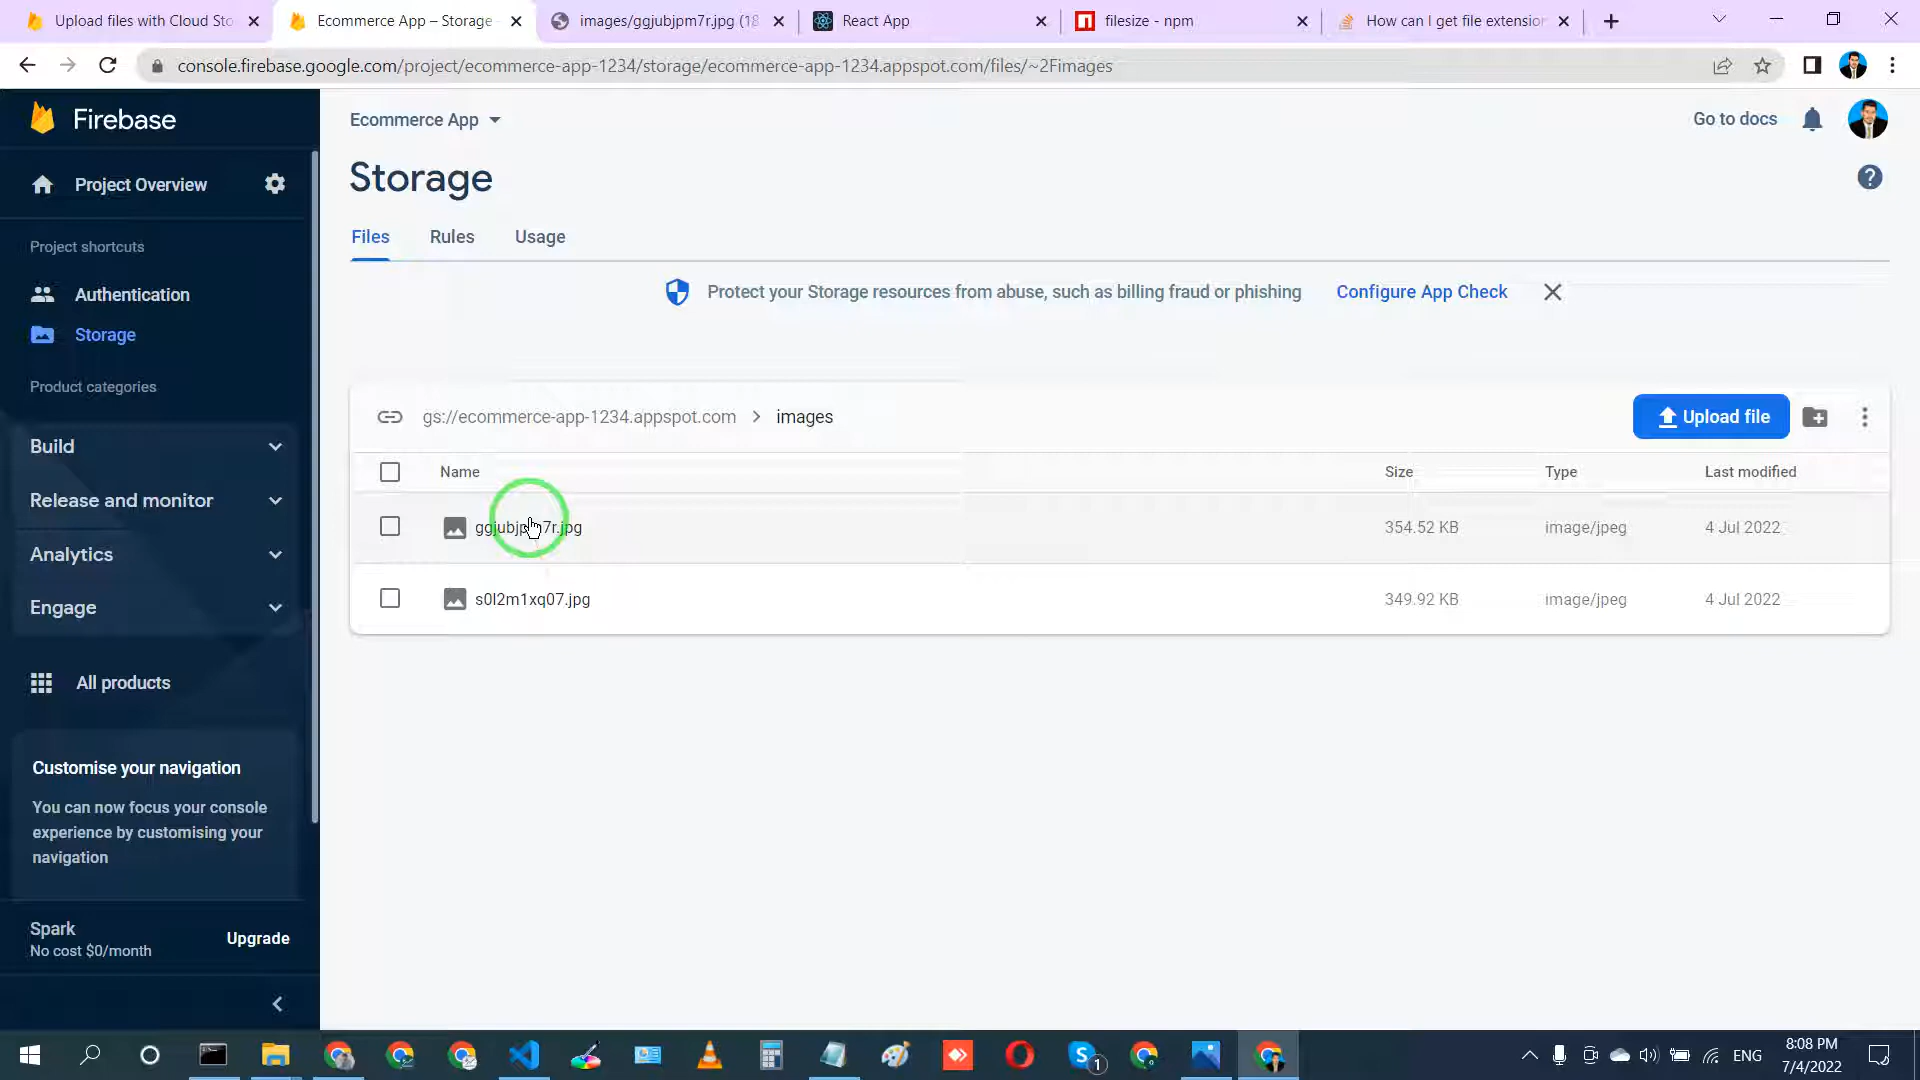 Upload files with Cloud Sto
Ecommerce App – Storage -
images/ggjubjpm7r.jpg (18
React App
filesize - npm
How can I get file extension
console.firebase.google.com/project/ecommerce-app-1234/storage/ecommerce-app-1234.appspot.com/files/~2Fimages
Firebase
Ecommerce App
Go to docs
Project Overview
Storage
Files
Rules
Usage
Project shortcuts
Authentication
Storage
Protect your Storage resources from abuse, such as billing fraud or phishing
Configure App Check
Product categories
Build
Release and monitor
Analytics
Engage
All products
gs://ecommerce-app-1234.appspot.com > images
Upload file
Name
Size
Type
Last modified
ggjubjpm7r.jpg
354.52 KB
image/jpeg
4 Jul 2022
s0l2m1xq07.jpg
349.92 KB
image/jpeg
4 Jul 2022
Customise your navigation
You can now focus your console
experience by customising your
navigation
Spark
No cost $0/month
Upgrade
1
ENG
8:08 PM
7/4/2022